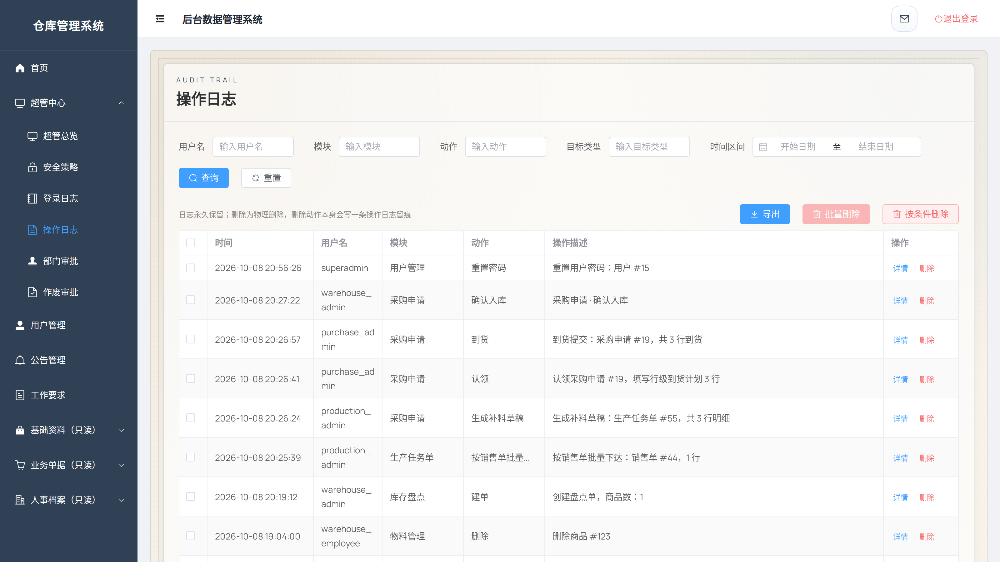 仓库管理系统
首页
超管中心
超管总览
安全策略
登录日志
操作日志
部门审批
作废审批
用户管理
公告管理
工作要求
基础资料（只读）
业务单据（只读）
人事档案（只读）
后台数据管理系统
退出登录
AUDIT TRAIL
操作日志
用户名 输入用户名 模块 输入模块 动作 输入动作 目标类型 输入目标类型 时间区间 开始日期 至 结束日期
查询 重置
日志永久保留；删除为物理删除，删除动作本身会写一条操作日志留痕 导出 批量删除 按条件删除
时间 用户名 模块 动作 操作描述 操作
2026-10-08 20:56:26 superadmin 用户管理 重置密码 重置用户密码：用户 #15 详情 删除
warehouse_
2026-10-08 20:27:22 采购申请 确认入库 采购申请 · 确认入库 详情 删除
admin
purchase_ad
2026-10-08 20:26:57 采购申请 到货 到货提交：采购申请 #19，共 3 行到货 详情 删除
min
purchase_ad
2026-10-08 20:26:41 采购申请 认领 认领采购申请 #19，填写行级到货计划 3 行 详情 删除
min
production_
2026-10-08 20:26:24 采购申请 生成补料草稿 生成补料草稿：生产任务单 #55，共 3 行明细 详情 删除
admin
production_
2026-10-08 20:25:39 生产任务单 按销售单批量... 按销售单批量下达：销售单 #44，1 行 详情 删除
admin
warehouse_
2026-10-08 20:19:12 库存盘点 建单 创建盘点单，商品数：1 详情 删除
admin
warehouse_
2026-10-08 19:04:00 物料管理 删除 删除商品 #123 详情 删除
employee